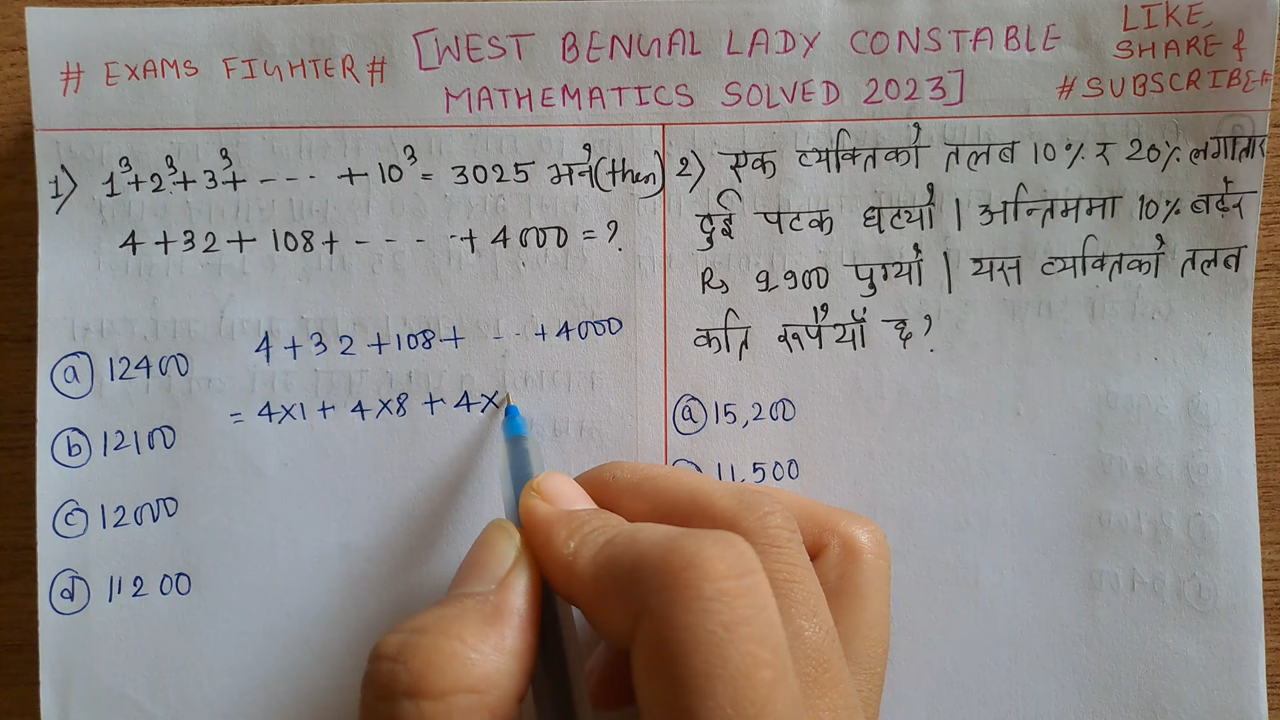 # EXAMS FIGHTER #
[WEST BENGAL LADY CONSTABLE
MATHEMATICS SOLVED 2023]
LIKE,
SHARE &
#SUBSCRIBE#
1) 1³+2³+3³+ - - - - + 10³ = 3025 भने (then)
4 + 32 + 108 + - - - - + 4000 = ?
4 + 32 + 108 + - - - + 4000
= 4×1 + 4×8 + 4×
ⓐ 12400
ⓑ 12100
ⓒ 12000
ⓓ 11200
2) एक व्यक्तिको तलब 10% र 20% लगातार
दुई पटक घट्यो । अन्तिममा 10% बढेर
Rs 9900 पुग्यो । यस व्यक्तिको तलब
कति रूपैयाँ छ?
ⓐ 15,200
11,500